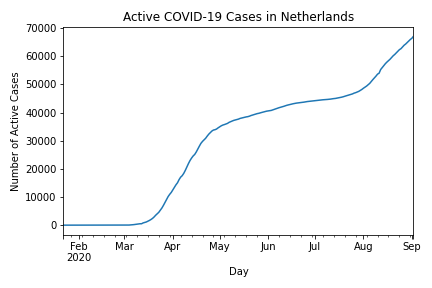 Active COVID-19 Cases in Netherlands
70000
60000
50000
40000
30000
20000
10000
0
Number of Active Cases
Feb Mar Apr May Jun Jul Aug Sep
2020
Day